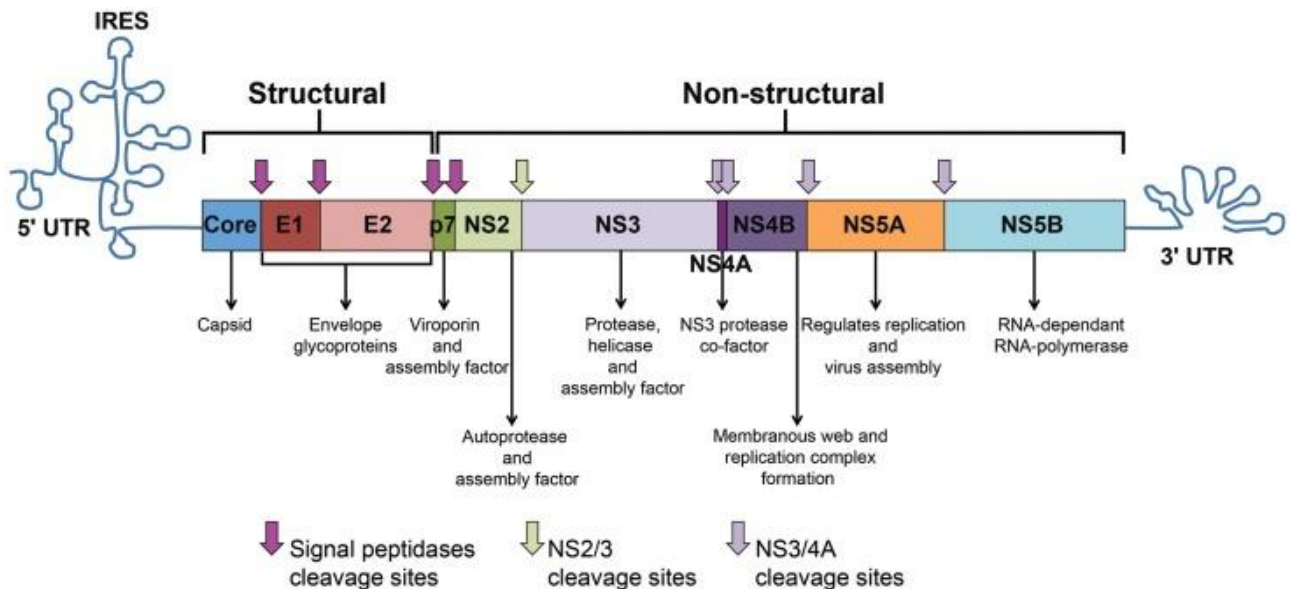 IRES
Structural
Non-structural
5' UTR
Core
E1
E2
p7
NS2
NS3
NS4A
NS4B
NS5A
NS5B
3' UTR
Capsid
Envelope
glycoproteins
Viroporin
and
assembly factor
Autoprotease
and
assembly factor
Protease,
helicase
and
assembly factor
NS3 protease
co-factor
Membranous web and
replication complex
formation
Regulates replication
and
virus assembly
RNA-dependant
RNA-polymerase
Signal peptidases
cleavage sites
NS2/3
cleavage sites
NS3/4A
cleavage sites